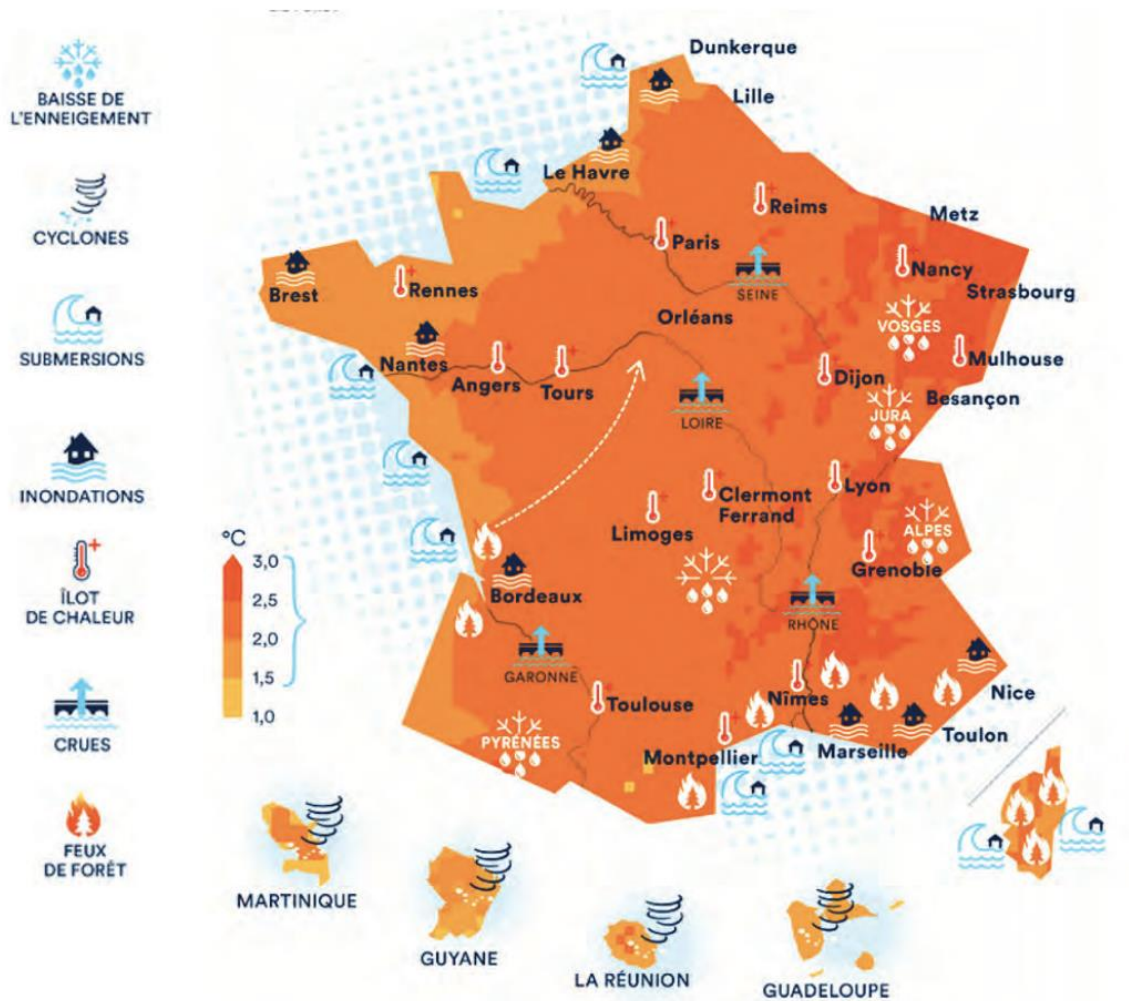 BAISSE DE
L'ENNEIGEMENT
CYCLONES
SUBMERSIONS
INONDATIONS
ÎLOT
DE CHALEUR
CRUES
FEUX
DE FORÊT
°C
3,0
2,5
2,0
1,5
1,0
Dunkerque
Lille
Le Havre
Reims
Metz
Paris
Nancy
Strasbourg
Brest
Rennes
SEINE
VOSGES
Orléans
Nantes
Angers
Tours
Dijon
Mulhouse
Besançon
JURA
LOIRE
Clermont
Ferrand
Lyon
Limoges
ALPES
Grenoble
Bordeaux
RHÔNE
GARONNE
Toulouse
Nîmes
Nice
PYRÉNÉES
Montpellier
Marseille
Toulon
MARTINIQUE
GUYANE
LA RÉUNION
GUADELOUPE